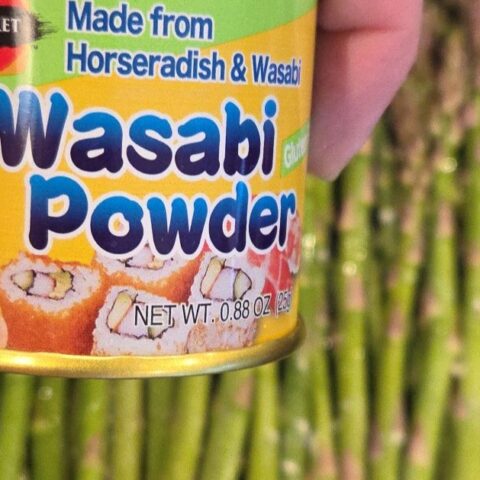 Made from
Horseradish & Wasabi
Wasabi
Powder
NET WT. 0.88 OZ